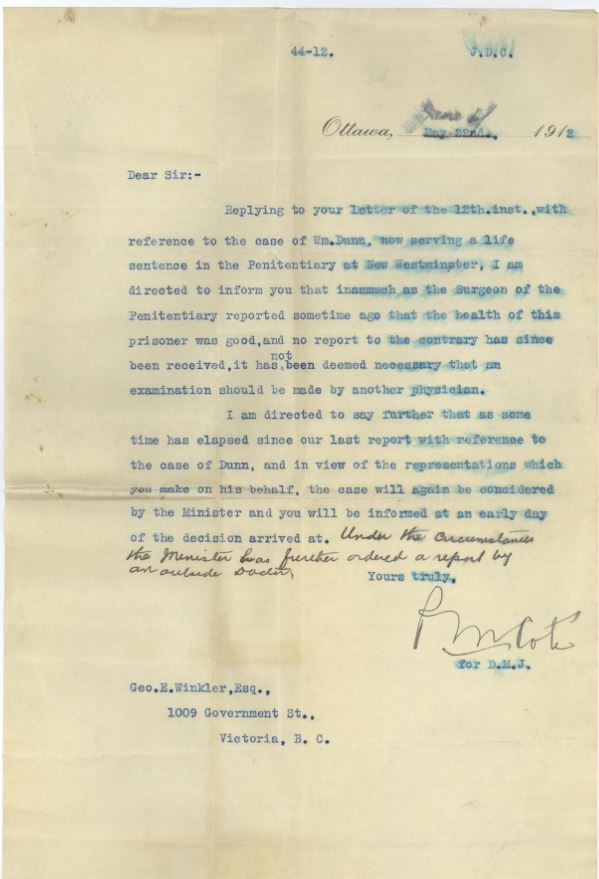 44-12. J.D.C.
June
Ottawa, May 22nd., 1912
Dear Sir:-
Replying to your letter of the 12th.inst.,with
reference to the case of Wm.Dunn, now serving a life
sentence in the Penitentiary at New Westminster, I am
directed to inform you that inasmuch as the Surgeon of the
Penitentiary reported sometime ago that the health of this
prisoner was good,and no report to the contrary has since
not
been received,it has been deemed necessary that an
examination should be made by another physician.
I am directed to say further that as some
time has elapsed since our last report with reference to
the case of Dunn, and in view of the representations which
you make on his behalf, the case will again be considered
by the Minister and you will be informed at an early day
of the decision arrived at. Under the circumstances
the Minister has further ordered a report by
an outside Doctor,
Yours truly,
for D.M.J.
Geo.E.Winkler,Esq.,
1009 Government St.,
Victoria, B. C.